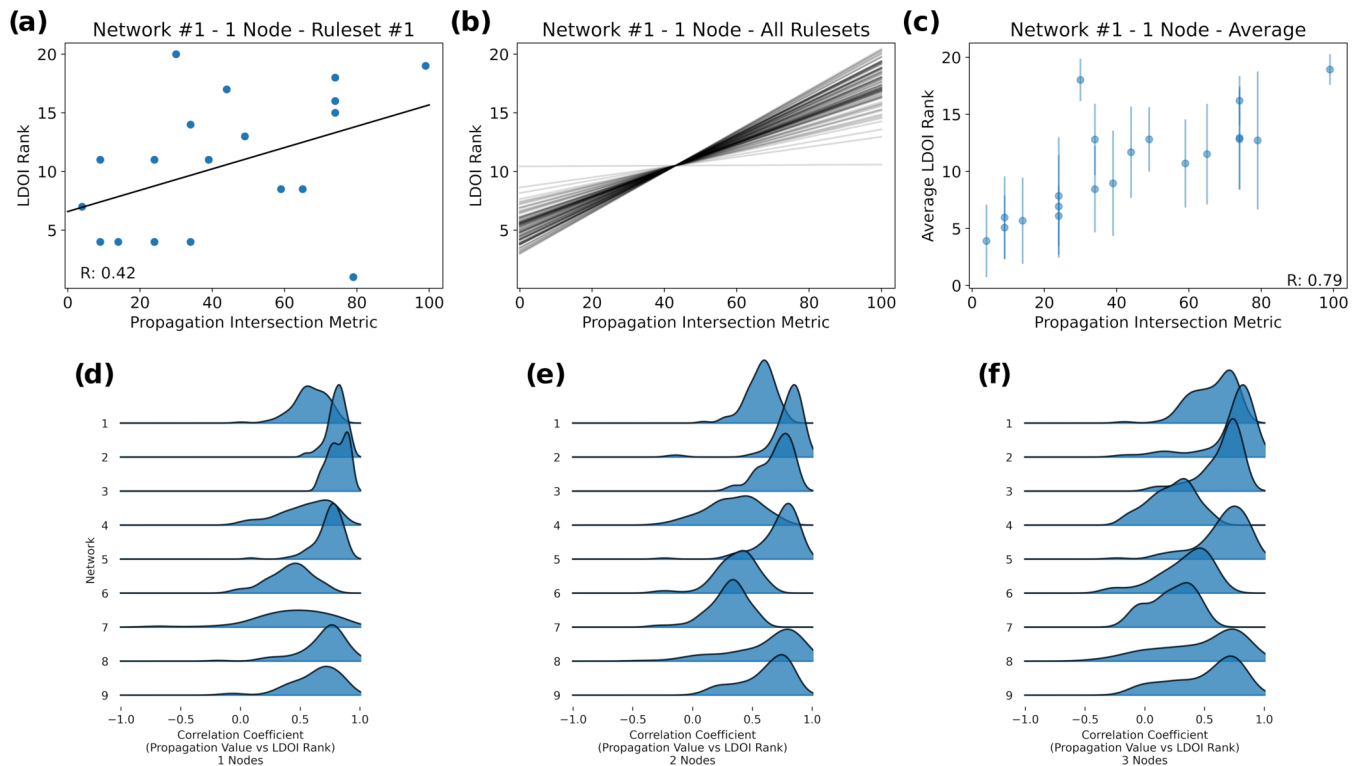 (a)
Network #1 - 1 Node - Ruleset #1
LDOI Rank
20
15
10
5
R: 0.42
0
20
40
60
80
100
Propagation Intersection Metric
(b)
Network #1 - 1 Node - All Rulesets
LDOI Rank
20
15
10
5
0
20
40
60
80
100
Propagation Intersection Metric
(c)
Network #1 - 1 Node - Average
Average LDOI Rank
20
15
10
5
0
R: 0.79
0
20
40
60
80
100
Propagation Intersection Metric
(d)
Network
1
2
3
4
5
6
7
8
9
−1.0
−0.5
0.0
0.5
1.0
Correlation Coefficient
(Propagation Value vs LDOI Rank)
1 Nodes
(e)
1
2
3
4
5
6
7
8
9
−1.0
−0.5
0.0
0.5
1.0
Correlation Coefficient
(Propagation Value vs LDOI Rank)
2 Nodes
(f)
1
2
3
4
5
6
7
8
9
−1.0
−0.5
0.0
0.5
1.0
Correlation Coefficient
(Propagation Value vs LDOI Rank)
3 Nodes